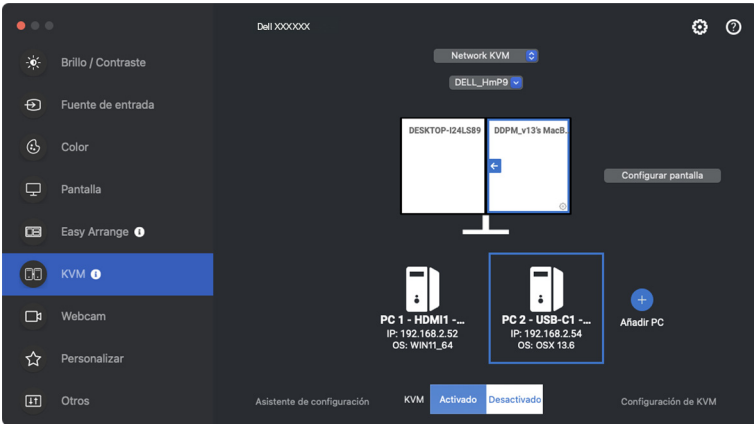 Dell XXXXXX
Brillo / Contraste
Fuente de entrada
Color
Pantalla
Easy Arrange
KVM
Webcam
Personalizar
Otros
Network KVM
DELL_HmP9
DESKTOP-I24LS89
DDPM_v13's MacB.
Configurar pantalla
PC 1 - HDMI1 -...
IP: 192.168.2.52
OS: WIN11_64
PC 2 - USB-C1 -...
IP: 192.168.2.54
OS: OSX 13.6
Añadir PC
Asistente de configuración
KVM
Activado
Desactivado
Configuración de KVM